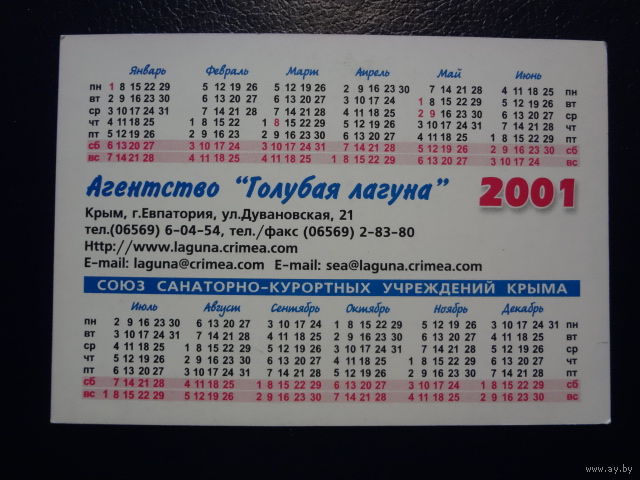 Январь Февраль Март Апрель Май Июнь
пн 1 8 15 22 29 5 12 19 26 5 12 19 26 2 9 16 23 30 7 14 21 28 4 11 18 25 пн
вт 2 9 16 23 30 6 13 20 27 6 13 20 27 3 10 17 24 1 8 15 22 29 5 12 19 26 вт
ср 3 10 17 24 31 7 14 21 28 7 14 21 28 4 11 18 25 2 9 16 23 30 6 13 20 27 ср
чт 4 11 18 25 1 8 15 22 1 8 15 22 29 5 12 19 26 3 10 17 24 31 7 14 21 28 чт
пт 5 12 19 26 2 9 16 23 2 9 16 23 30 6 13 20 27 4 11 18 25 1 8 15 22 29 пт
сб 6 13 20 27 3 10 17 24 3 10 17 24 31 7 14 21 28 5 12 19 26 2 9 16 23 30 сб
вс 7 14 21 28 4 11 18 25 4 11 18 25 1 8 15 22 29 6 13 20 27 3 10 17 24 вс
Агентство "Голубая лагуна" 2001
Крым, г.Евпатория, ул.Дувановская, 21
тел.(06569) 6-04-54, тел./факс (06569) 2-83-80
Http://www.laguna.crimea.com
E-mail: laguna@crimea.com E-mail: sea@laguna.crimea.com
СОЮЗ САНАТОРНО-КУРОРТНЫХ УЧРЕЖДЕНИЙ КРЫМА
Июль Август Сентябрь Октябрь Ноябрь Декабрь
пн 2 9 16 23 30 6 13 20 27 3 10 17 24 1 8 15 22 29 5 12 19 26 3 10 17 24 31 пн
вт 3 10 17 24 31 7 14 21 28 4 11 18 25 2 9 16 23 30 6 13 20 27 4 11 18 25 вт
ср 4 11 18 25 1 8 15 22 29 5 12 19 26 3 10 17 24 31 7 14 21 28 5 12 19 26 ср
чт 5 12 19 26 2 9 16 23 30 6 13 20 27 4 11 18 25 1 8 15 22 29 6 13 20 27 чт
пт 6 13 20 27 3 10 17 24 31 7 14 21 28 5 12 19 26 2 9 16 23 30 7 14 21 28 пт
сб 7 14 21 28 4 11 18 25 1 8 15 22 29 6 13 20 27 3 10 17 24 1 8 15 22 29 сб
вс 1 8 15 22 29 5 12 19 26 2 9 16 23 30 7 14 21 28 4 11 18 25 2 9 16 23 30 вс
www.ay.by